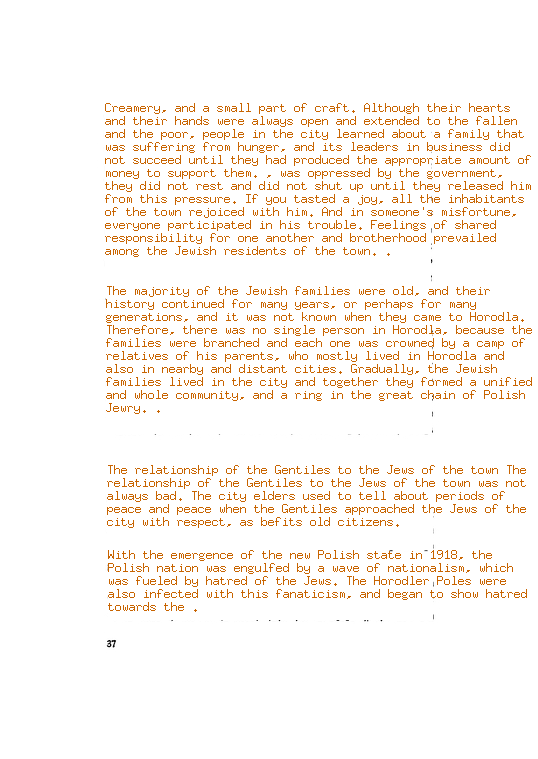 Creamery, and a small part of craft. Although their hearts
and their hands were always open and extended to the fallen
and the poor, people in the city learned about a family that
was suffering from hunger, and its leaders in business did
not succeed until they had produced the appropriate amount of
money to support them. , was oppressed by the government,
they did not rest and did not shut up until they released him
from this pressure. If you tasted a joy, all the inhabitants
of the town rejoiced with him. And in someone's misfortune,
everyone participated in his trouble. Feelings of shared
responsibility for one another and brotherhood prevailed
among the Jewish residents of the town. .
The majority of the Jewish families were old, and their
history continued for many years, or perhaps for many
generations, and it was not known when they came to Horodla.
Therefore, there was no single person in Horodla, because the
families were branched and each one was crowned by a camp of
relatives of his parents, who mostly lived in Horodla and
also in nearby and distant cities. Gradually, the Jewish
families lived in the city and together they formed a unified
and whole community, and a ring in the great chain of Polish
Jewry. .
The relationship of the Gentiles to the Jews of the town The
relationship of the Gentiles to the Jews of the town was not
always bad. The city elders used to tell about periods of
peace and peace when the Gentiles approached the Jews of the
city with respect, as befits old citizens.
With the emergence of the new Polish state in 1918, the
Polish nation was engulfed by a wave of nationalism, which
was fueled by hatred of the Jews. The Horodler Poles were
also infected with this fanaticism, and began to show hatred
towards the .
37